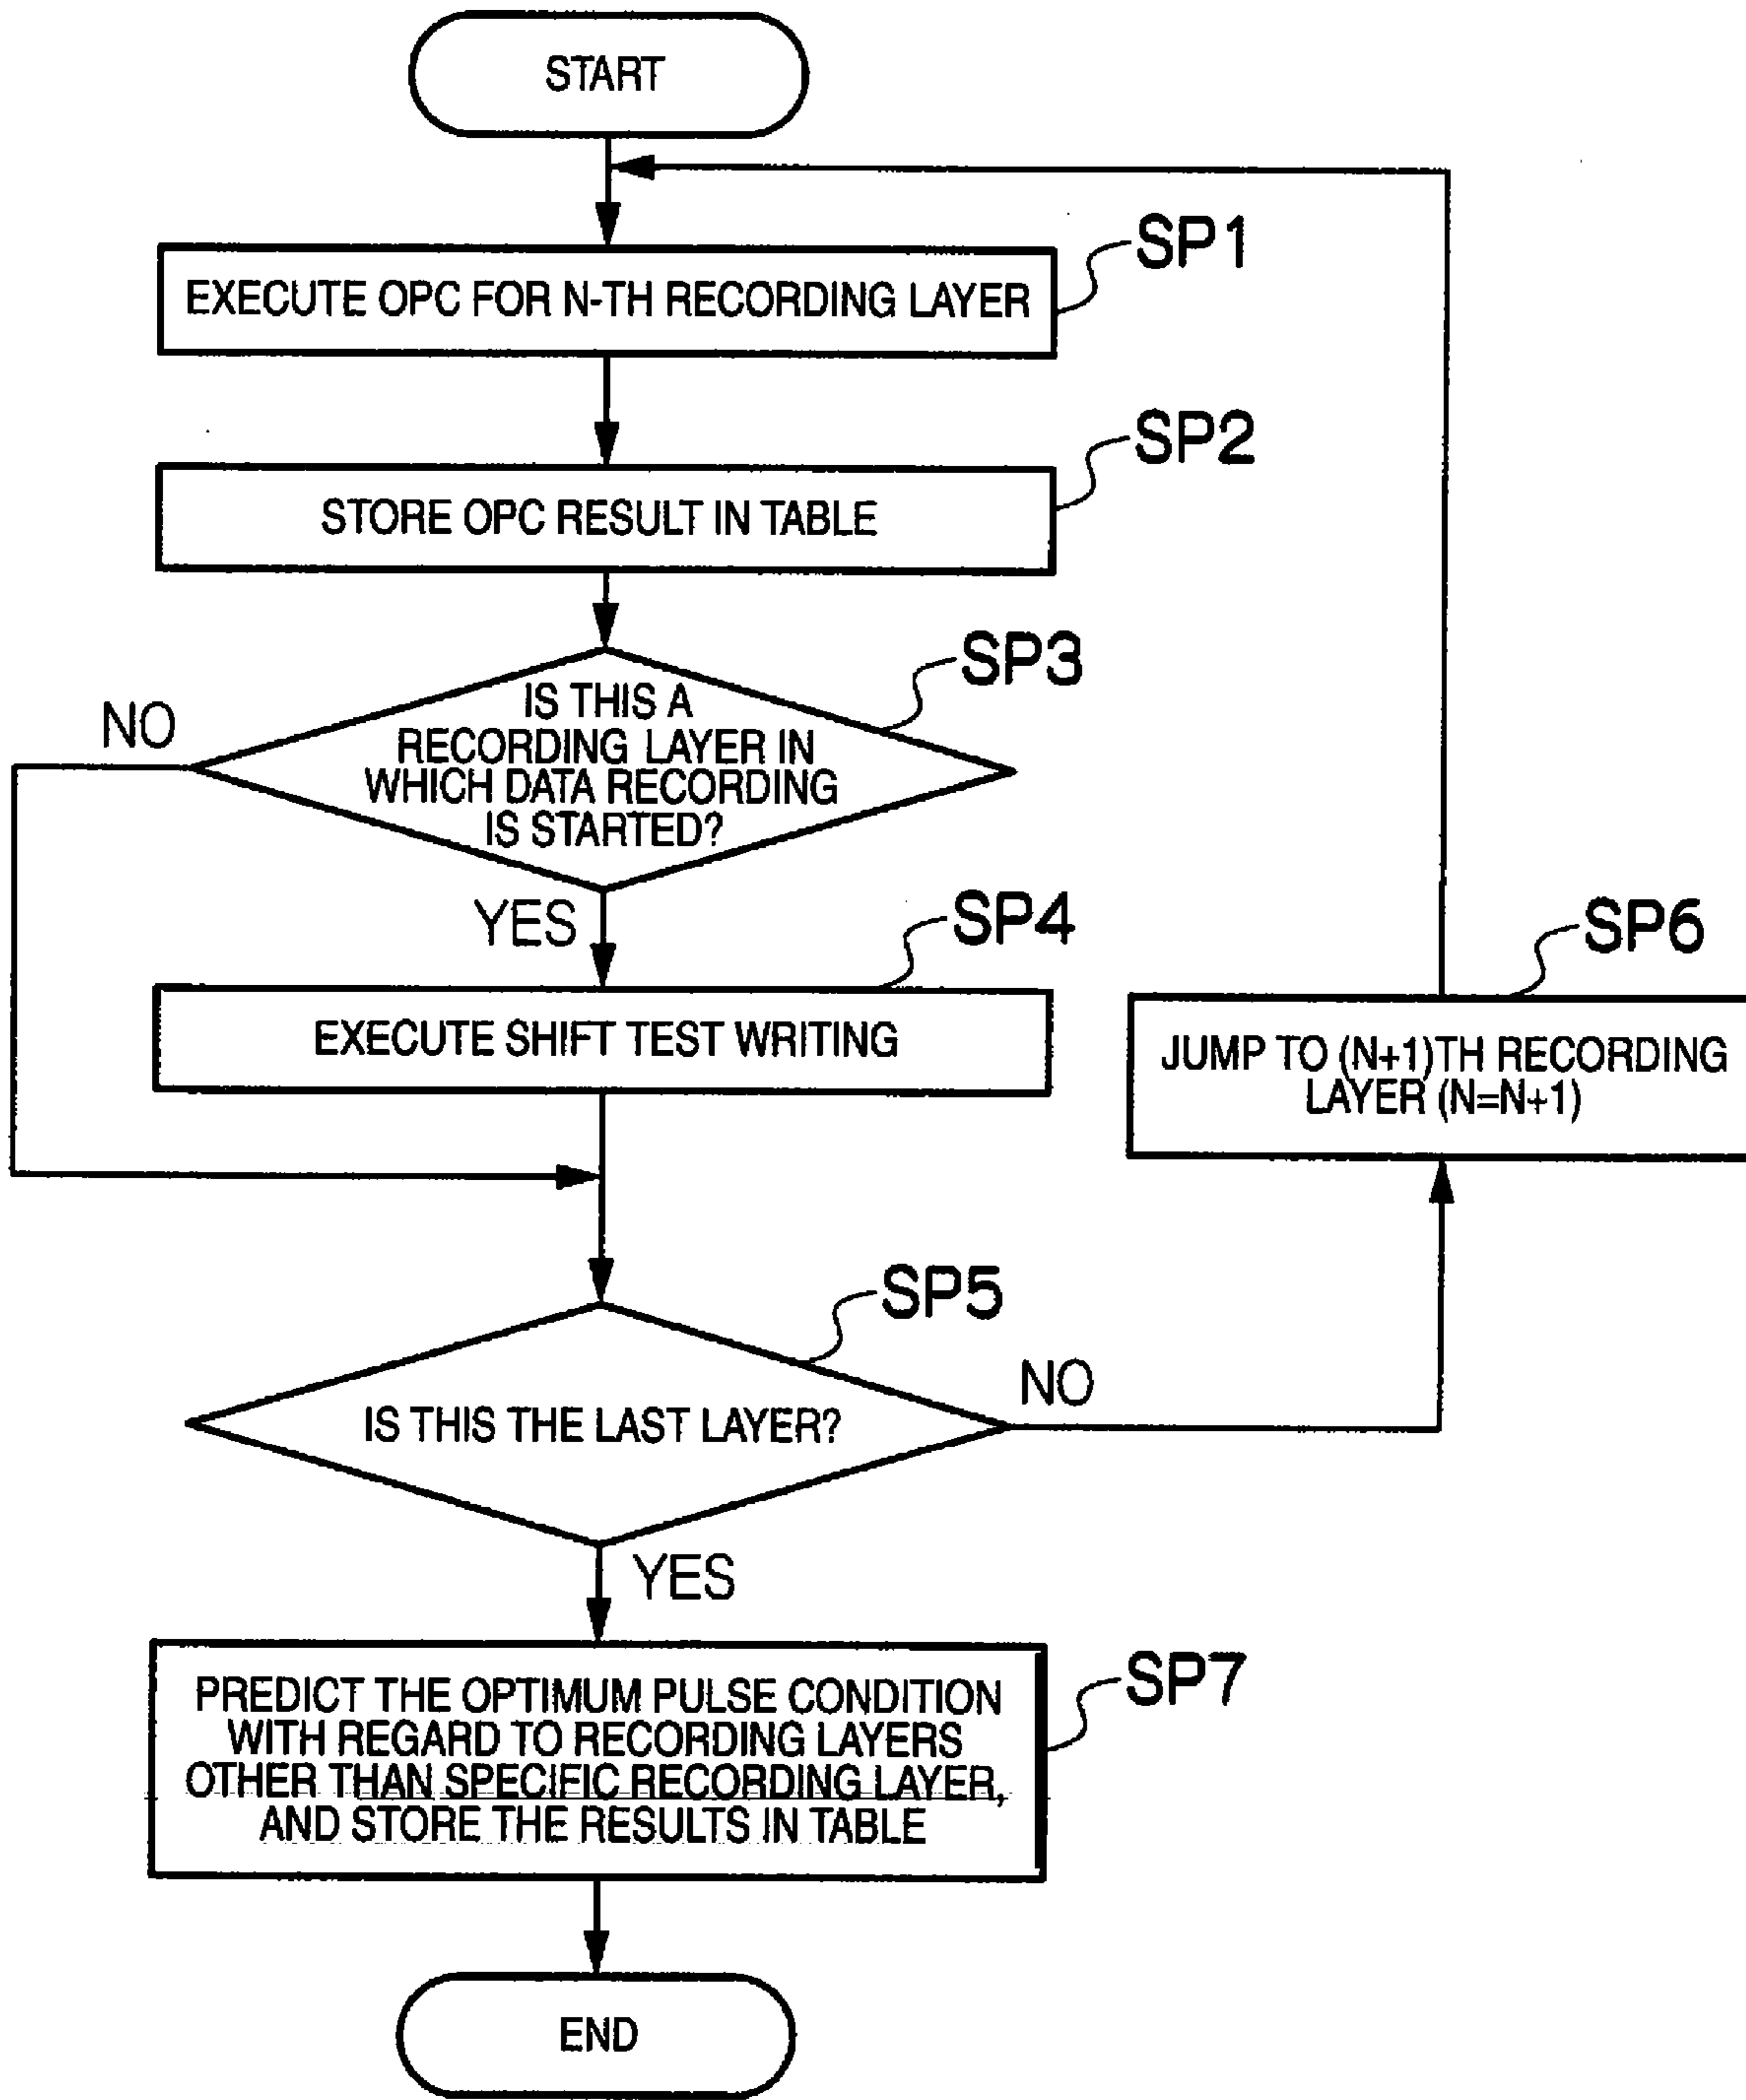 START
SP1
EXECUTE OPC FOR N-TH RECORDING LAYER
SP2
STORE OPC RESULT IN TABLE
SP3
IS THIS A
RECORDING LAYER IN
WHICH DATA RECORDING
IS STARTED?
NO
YES
SP4
EXECUTE SHIFT TEST WRITING
SP6
JUMP TO (N+1)TH RECORDING
LAYER (N=N+1)
SP5
IS THIS THE LAST LAYER?
NO
YES
SP7
PREDICT THE OPTIMUM PULSE CONDITION
WITH REGARD TO RECORDING LAYERS
OTHER THAN SPECIFIC RECORDING LAYER,
AND STORE THE RESULTS IN TABLE
END